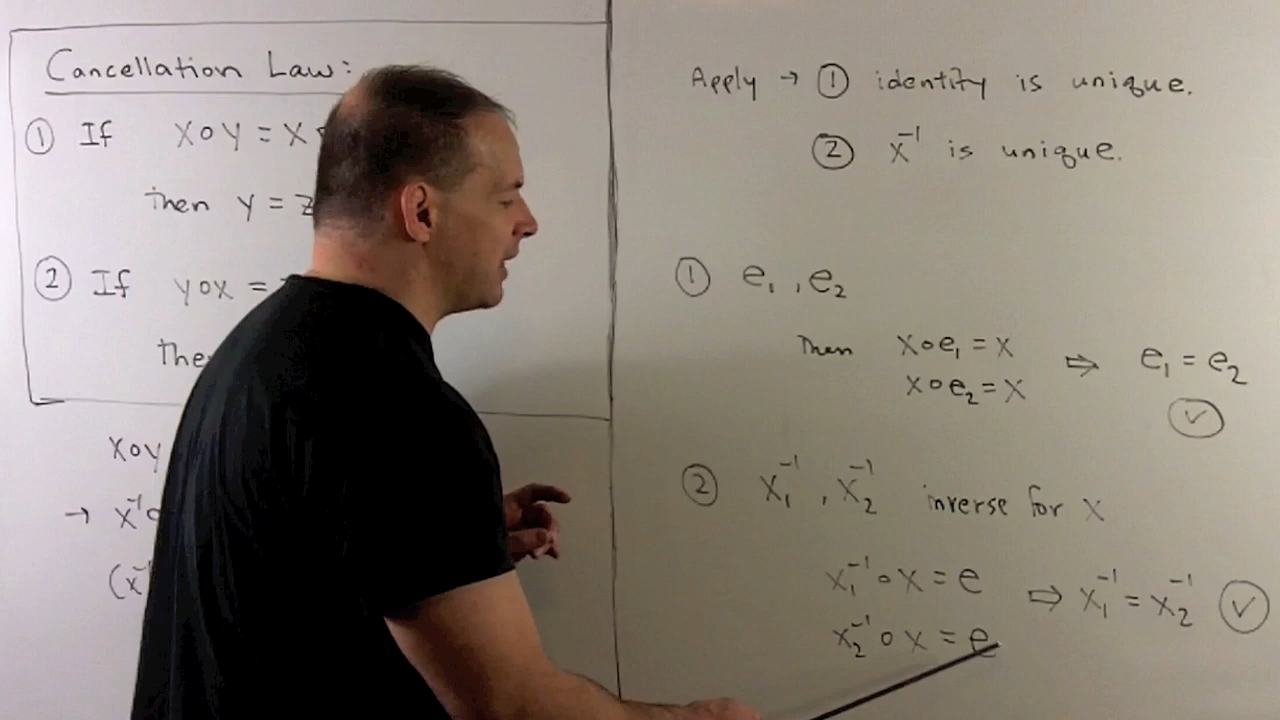 Cancellation Law:
① If x∘y = x
then y = z
② If y∘x =
The
x∘y
→ x⁻¹∘
(x⁻¹
Apply → ① identity is unique.
② x⁻¹ is unique.
① e₁ , e₂
Then x∘e₁ = x ⇒ e₁ = e₂ ✓
x∘e₂ = x
② x₁⁻¹ , x₂⁻¹ inverse for x
x₁⁻¹∘x = e ⇒ x₁⁻¹ = x₂⁻¹ ✓
x₂⁻¹∘x = e